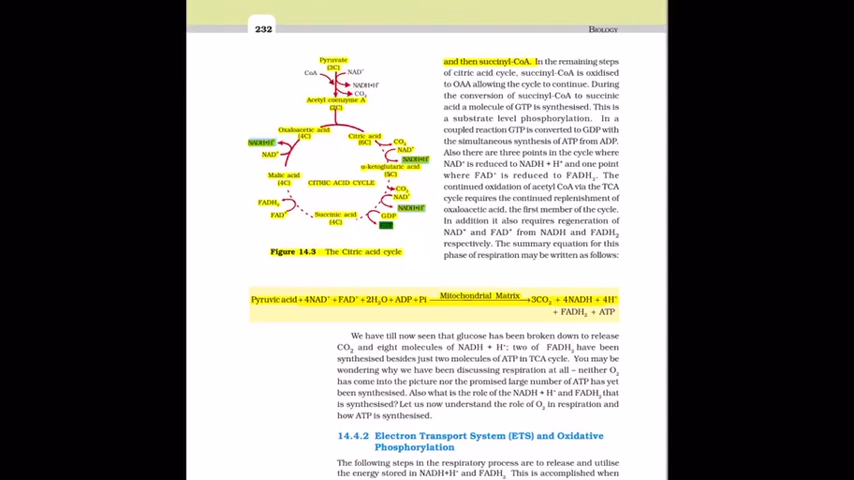 232
BIOLOGY
Pyruvate
(3C)
CoA
NAD⁺
NADH+H⁺
CO₂
Acetyl coenzyme A
(2C)
Oxaloacetic acid
(4C)
Citric acid
(6C)
CO₂
NAD⁺
NADH+H⁺
NADH+H⁺
NAD⁺
α-ketoglutaric acid
(5C)
Malic acid
(4C)
CITRIC ACID CYCLE
CO₂
NAD⁺
NADH+H⁺
FADH₂
FAD⁺
Succinic acid
(4C)
GDP
Figure 14.3 The Citric acid cycle
and then succinyl-CoA. In the remaining steps
of citric acid cycle, succinyl-CoA is oxidised
to OAA allowing the cycle to continue. During
the conversion of succinyl-CoA to succinic
acid a molecule of GTP is synthesised. This is
a substrate level phosphorylation. In a
coupled reaction GTP is converted to GDP with
the simultaneous synthesis of ATP from ADP.
Also there are three points in the cycle where
NAD⁺ is reduced to NADH + H⁺ and one point
where FAD⁺ is reduced to FADH₂. The
continued oxidation of acetyl CoA via the TCA
cycle requires the continued replenishment of
oxaloacetic acid, the first member of the cycle.
In addition it also requires regeneration of
NAD⁺ and FAD⁺ from NADH and FADH₂
respectively. The summary equation for this
phase of respiration may be written as follows:
Mitochondrial Matrix
Pyruvic acid + 4NAD⁺ + FAD⁺ + 2H₂O + ADP + Pi ⟶ 3CO₂ + 4NADH + 4H⁺
+ FADH₂ + ATP
We have till now seen that glucose has been broken down to release
CO₂ and eight molecules of NADH + H⁺; two of FADH₂ have been
synthesised besides just two molecules of ATP in TCA cycle. You may be
wondering why we have been discussing respiration at all – neither O₂
has come into the picture nor the promised large number of ATP has yet
been synthesised. Also what is the role of the NADH + H⁺ and FADH₂ that
is synthesised? Let us now understand the role of O₂ in respiration and
how ATP is synthesised.
14.4.2 Electron Transport System (ETS) and Oxidative
Phosphorylation
The following steps in the respiratory process are to release and utilise
the energy stored in NADH+H⁺ and FADH₂. This is accomplished when